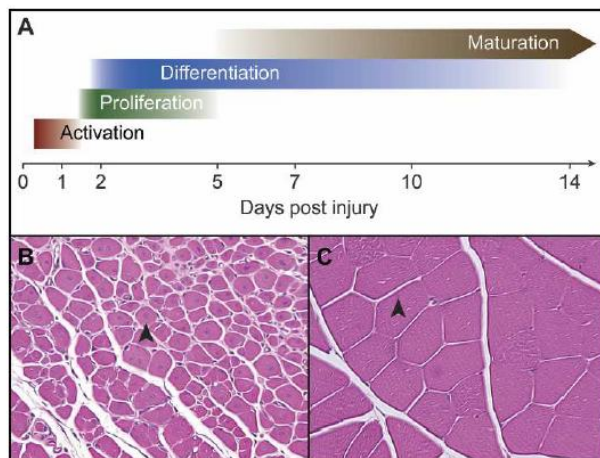 A
Maturation
Differentiation
Proliferation
Activation
0 1 2 5 7 10 14
Days post injury
B
C